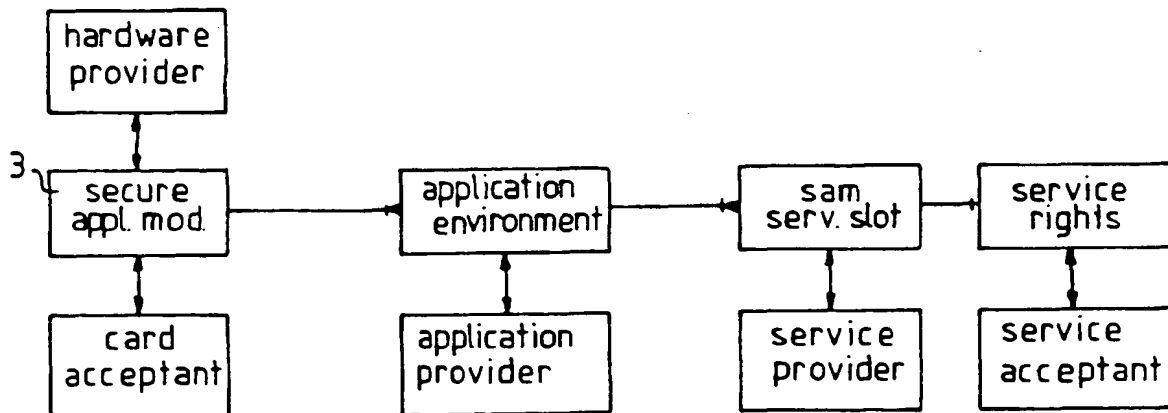 hardware
provider
3
secure
appl. mod.
application
environment
sam
serv. slot
service
rights
card
acceptant
application
provider
service
provider
service
acceptant